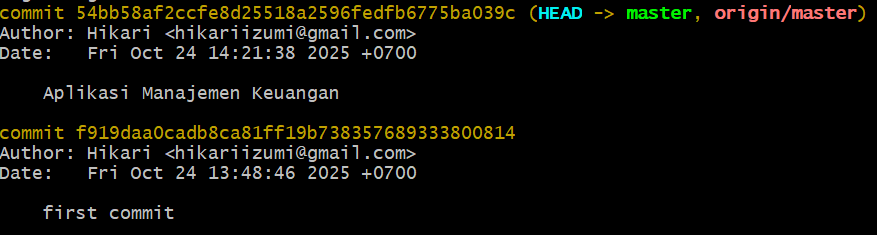 commit 54bb58af2ccfe8d25518a2596fedfb6775ba039c (HEAD -> master, origin/master)
Author: Hikari <hikariizumi@gmail.com>
Date:   Fri Oct 24 14:21:38 2025 +0700
    Aplikasi Manajemen Keuangan
commit f919daa0cadb8ca81ff19b738357689333800814
Author: Hikari <hikariizumi@gmail.com>
Date:   Fri Oct 24 13:48:46 2025 +0700
    first commit